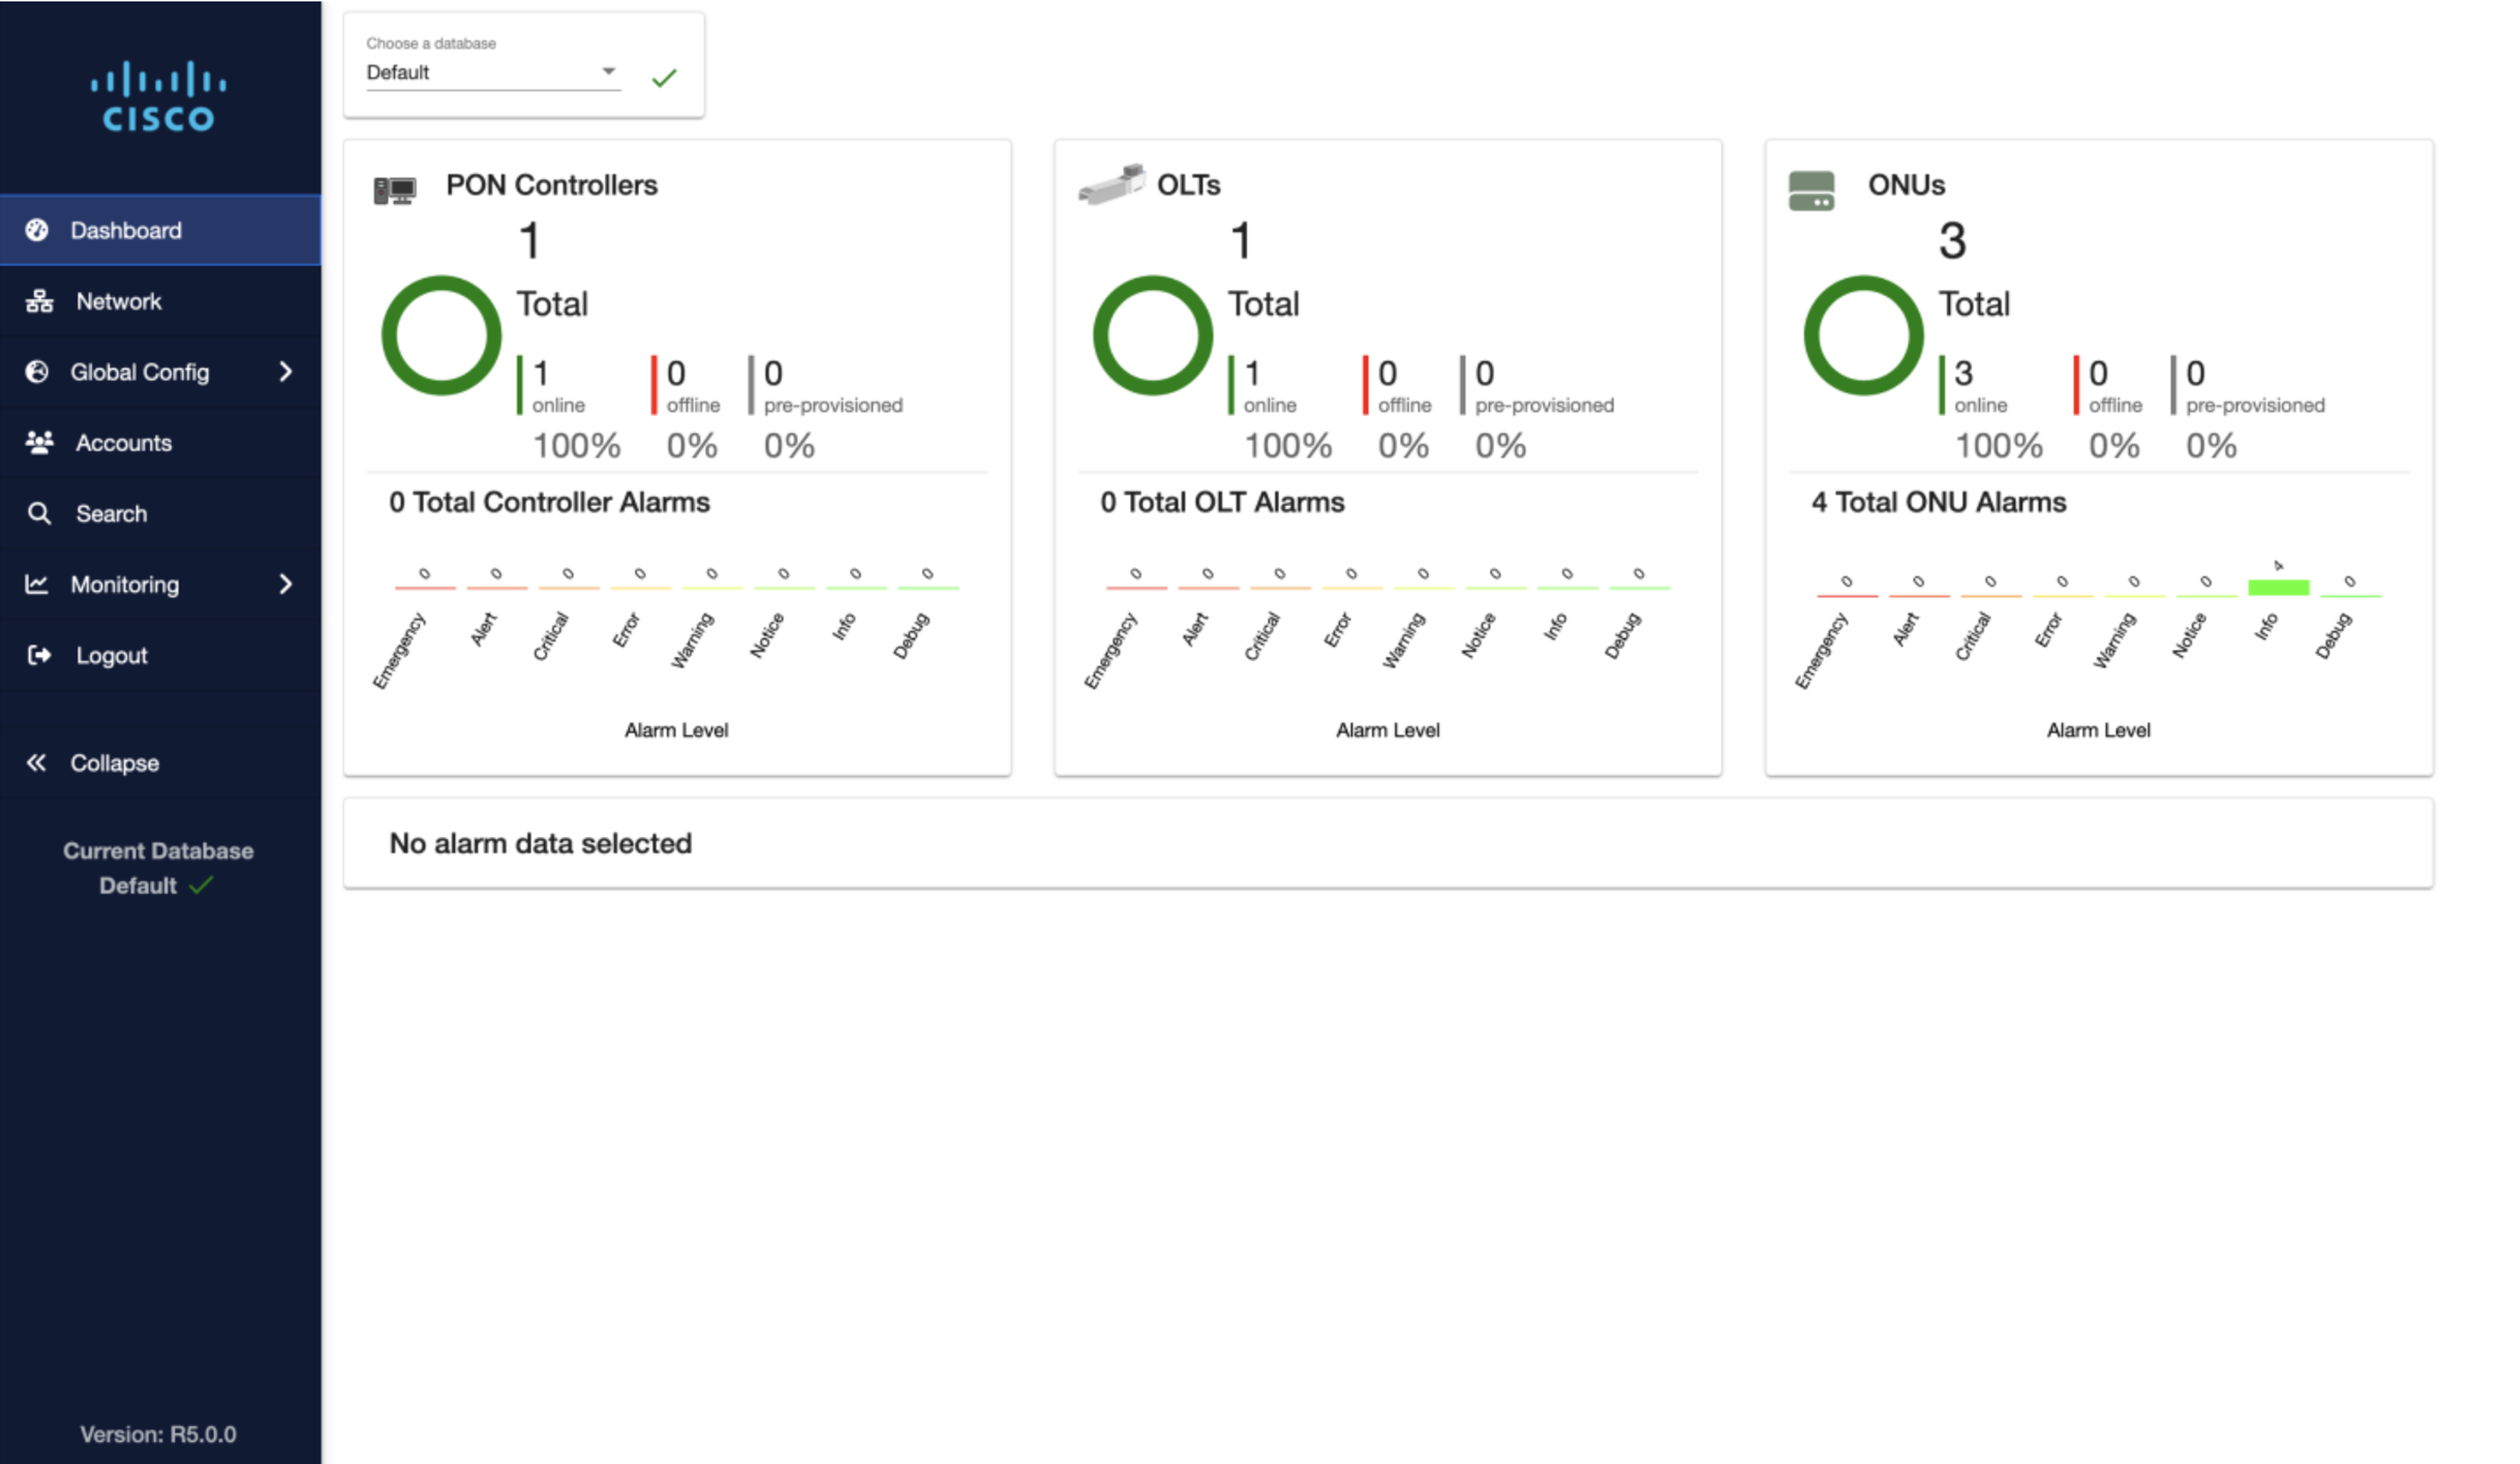 CISCO
Dashboard
Network
Global Config
Accounts
Search
Monitoring
Logout
Collapse
Current Database
Default
Version: R5.0.0
Choose a database
Default
PON Controllers
1
Total
1 0 0
online offline pre-provisioned
100% 0% 0%
0 Total Controller Alarms
0 0 0 0 0 0 0 0
Emergency Alert Critical Error Warning Notice Info Debug
Alarm Level
OLTs
1
Total
1 0 0
online offline pre-provisioned
100% 0% 0%
0 Total OLT Alarms
0 0 0 0 0 0 0 0
Emergency Alert Critical Error Warning Notice Info Debug
Alarm Level
ONUs
3
Total
3 0 0
online offline pre-provisioned
100% 0% 0%
4 Total ONU Alarms
0 0 0 0 0 0 4 0
Emergency Alert Critical Error Warning Notice Info Debug
Alarm Level
No alarm data selected